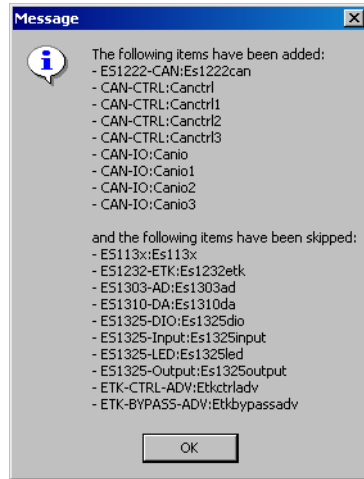 Message
The following items have been added:
- ES1222-CAN:Es1222can
- CAN-CTRL:Canctrl
- CAN-CTRL:Canctrl1
- CAN-CTRL:Canctrl2
- CAN-CTRL:Canctrl3
- CAN-IO:Canio
- CAN-IO:Canio1
- CAN-IO:Canio2
- CAN-IO:Canio3
and the following items have been skipped:
- ES113x:Es113x
- ES1232-ETK:Es1232etk
- ES1303-AD:Es1303ad
- ES1310-DA:Es1310da
- ES1325-DIO:Es1325dio
- ES1325-Input:Es1325input
- ES1325-LED:Es1325led
- ES1325-Output:Es1325output
- ETK-CTRL-ADV:Etkctrladv
- ETK-BYPASS-ADV:Etkbypassadv
OK